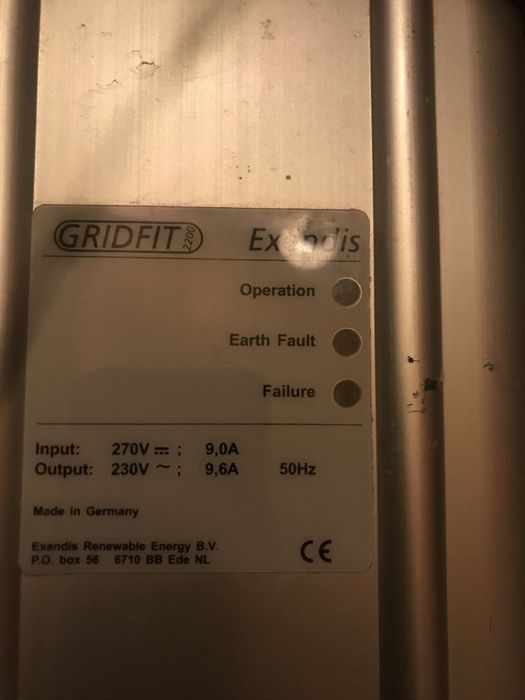 GRIDFIT 2200
Exendis
Operation
Earth Fault
Failure
Input: 270V ⎓ ; 9,0A
Output: 230V ~ ; 9,6A 50Hz
Made in Germany
Exendis Renewable Energy B.V.
P.O. box 56 6710 BB Ede NL
CE